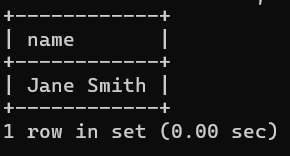 +------------+
| name       |
+------------+
| Jane Smith |
+------------+
1 row in set (0.00 sec)